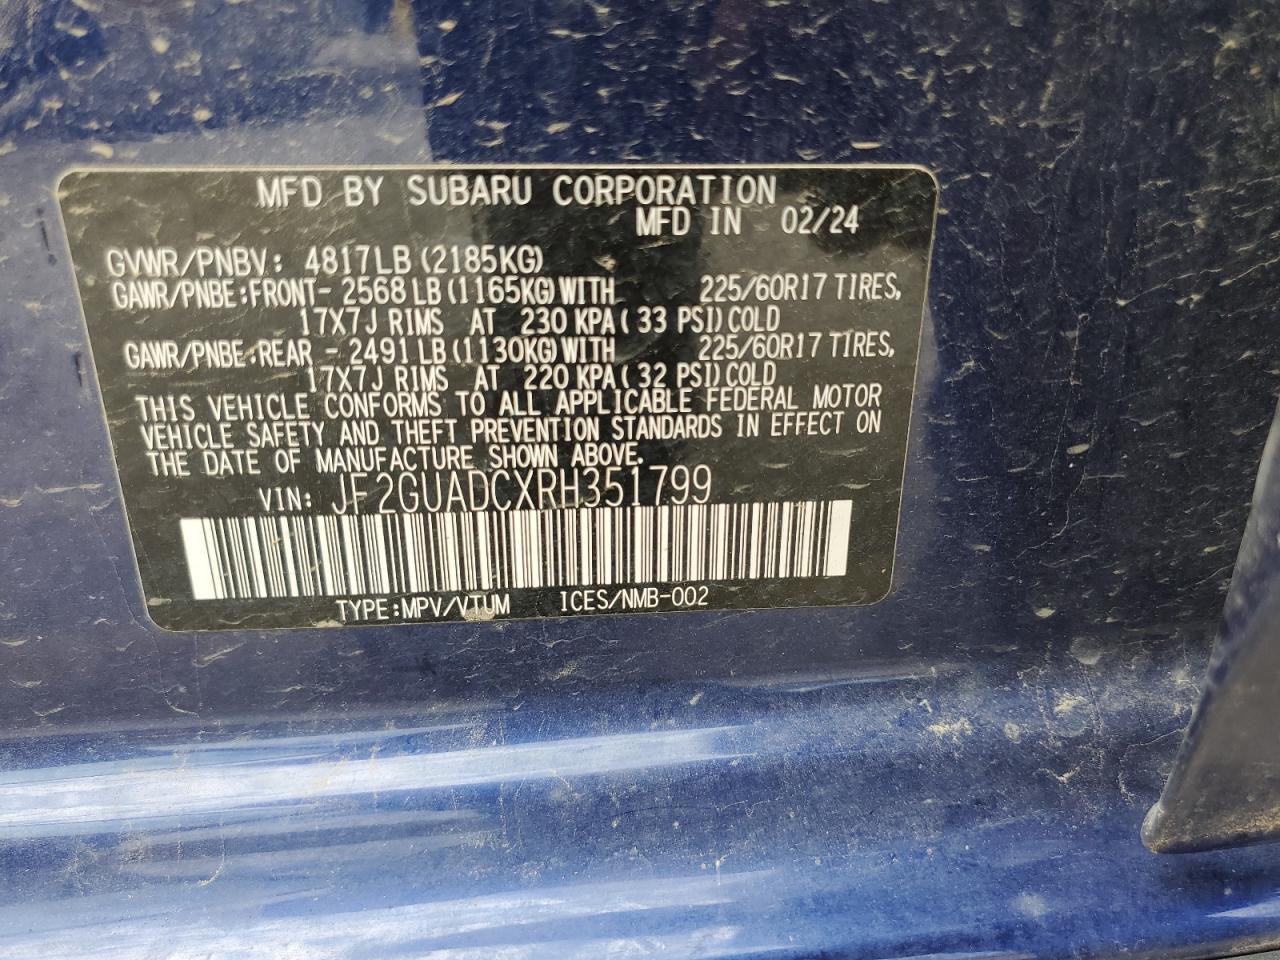 MFD BY SUBARU CORPORATION
MFD IN 02/24
GVWR/PNBV: 4817LB (2185KG)
GAWR/PNBE:FRONT- 2568 LB(1165KG)WITH 225/60R17 TIRES,
17X7J RIMS AT 230 KPA( 33 PSI)COLD
GAWR/PNBE:REAR - 2491 LB(1130KG)WITH 225/60R17 TIRES,
17X7J RIMS AT 220 KPA( 32 PSI)COLD
THIS VEHICLE CONFORMS TO ALL APPLICABLE FEDERAL MOTOR
VEHICLE SAFETY AND THEFT PREVENTION STANDARDS IN EFFECT ON
THE DATE OF MANUFACTURE SHOWN ABOVE.
VIN: JF2GUADCXRH351799
TYPE:MPV/VTUM ICES/NMB-002